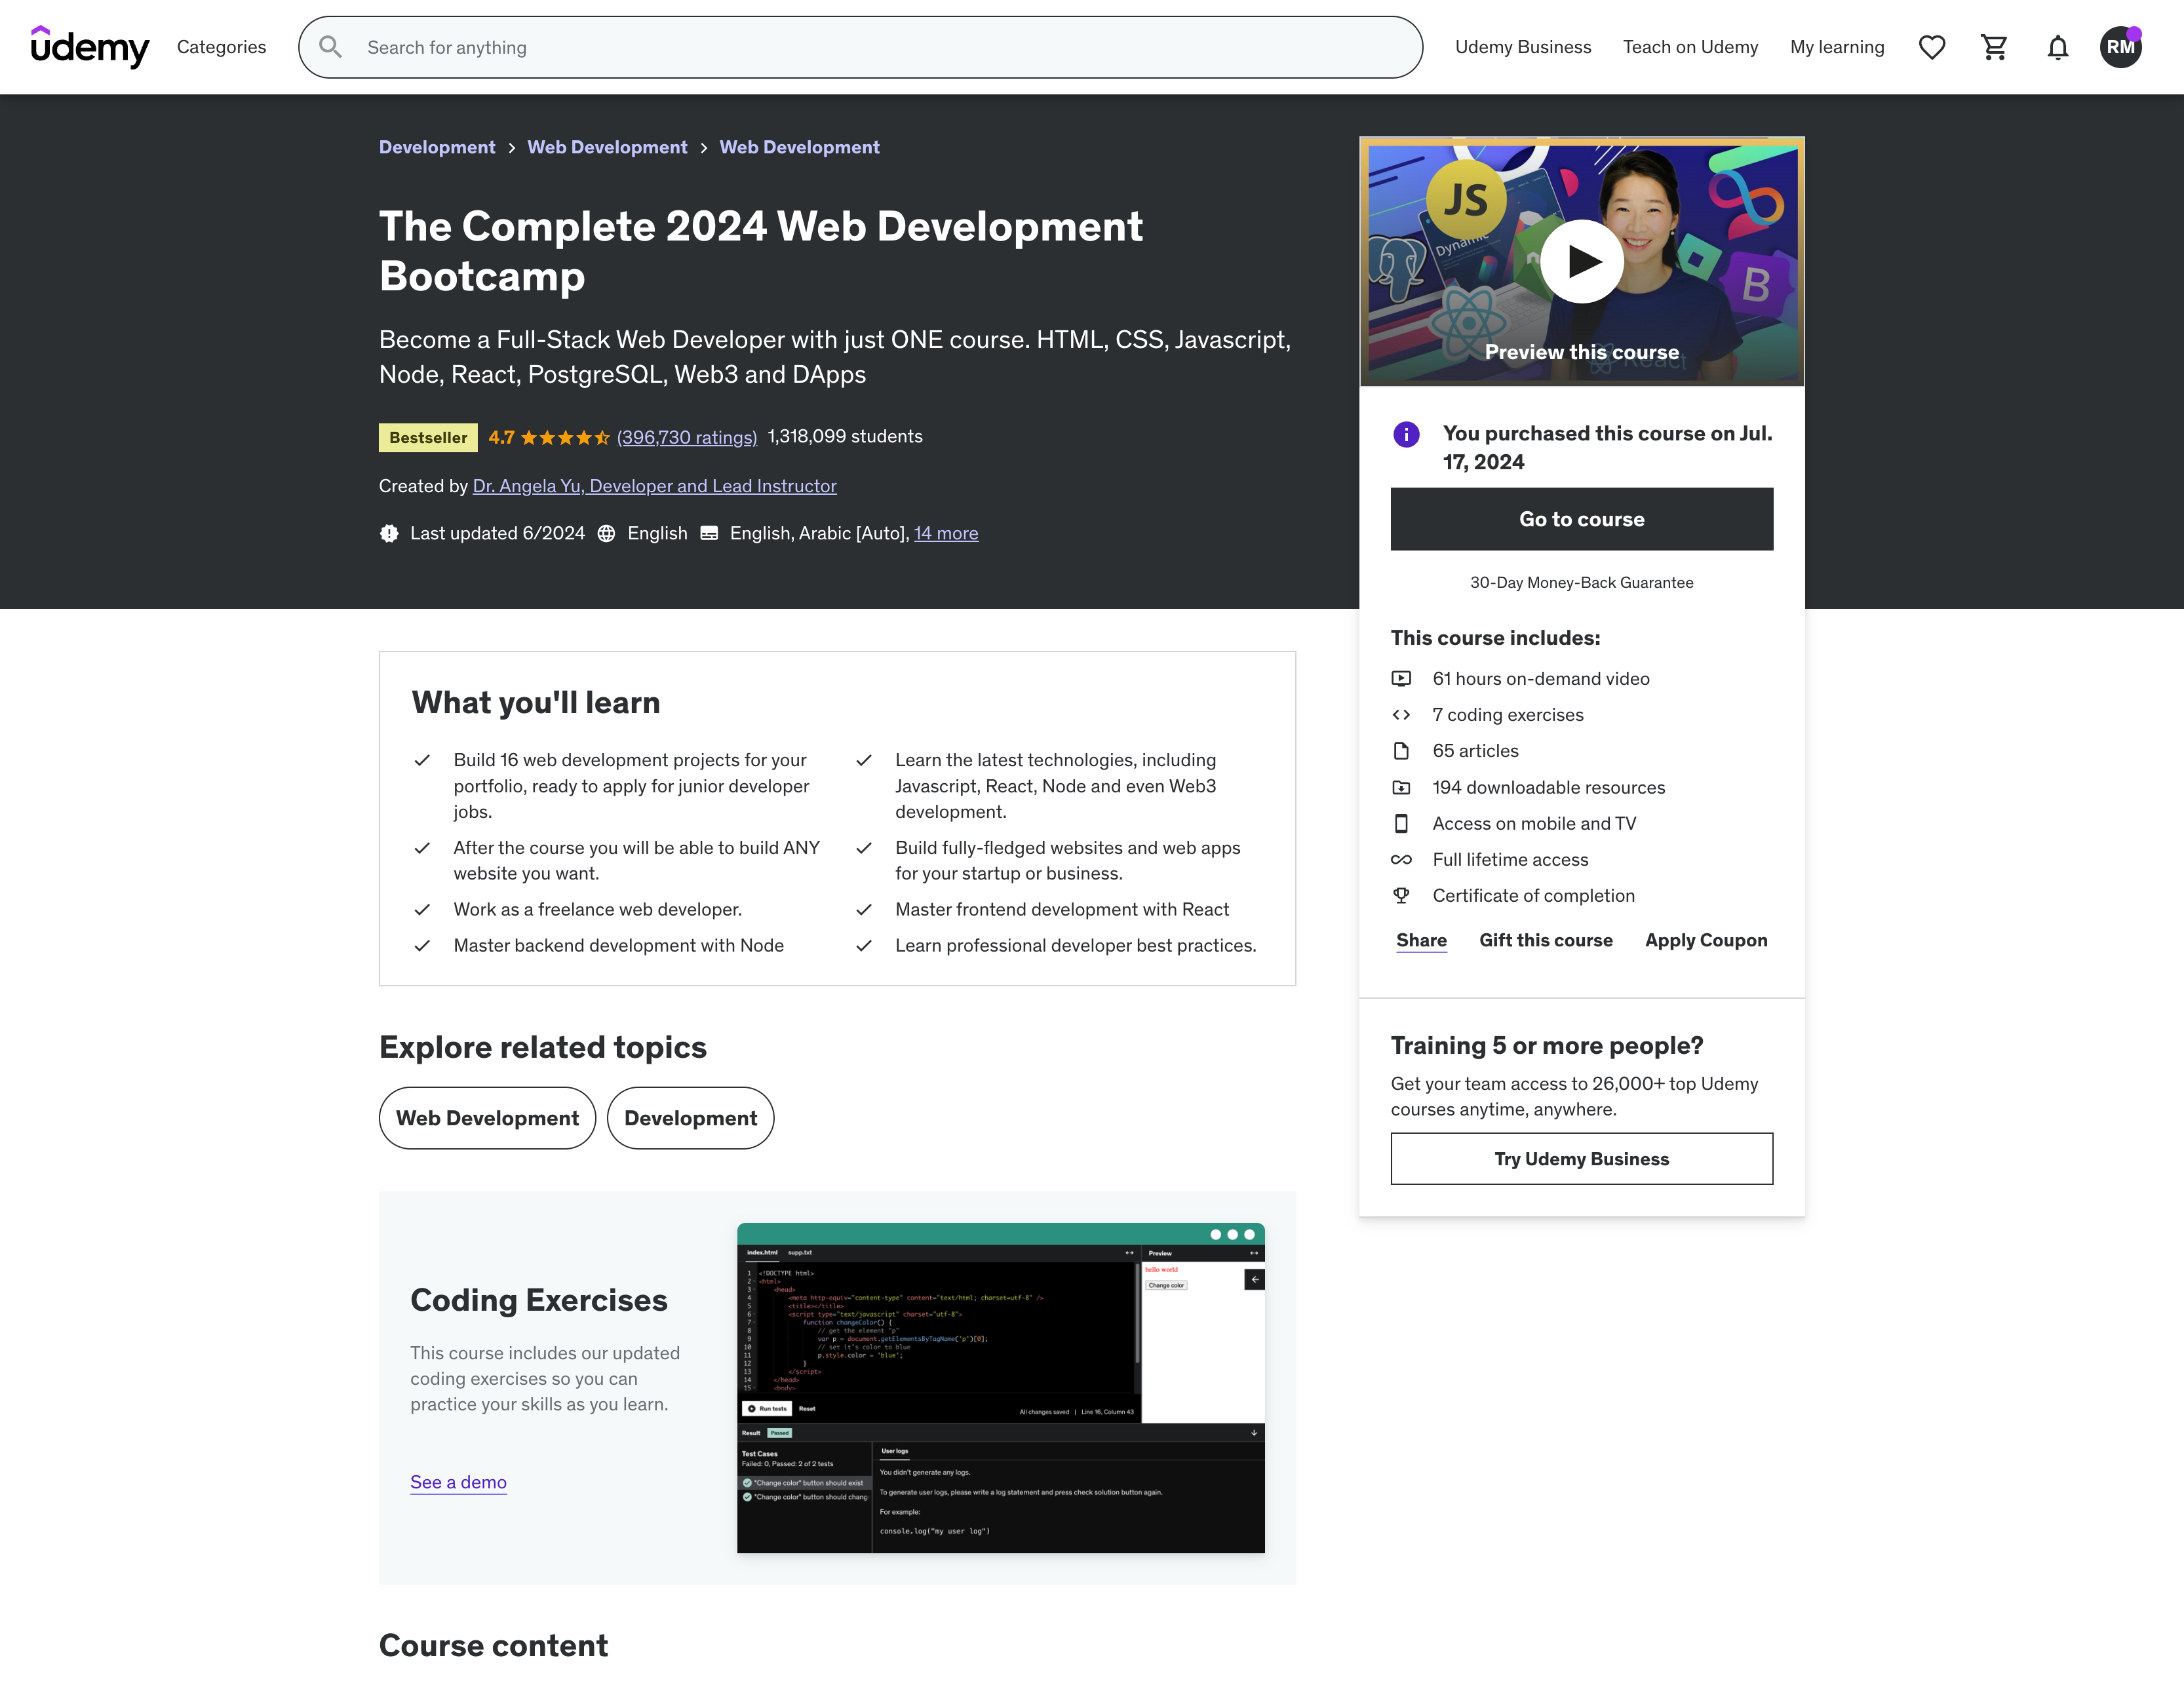 udemy
Categories
Search for anything
Udemy Business
Teach on Udemy
My learning
RM
Development > Web Development > Web Development
The Complete 2024 Web Development
Bootcamp
Become a Full-Stack Web Developer with just ONE course. HTML, CSS, Javascript,
Node, React, PostgreSQL, Web3 and DApps
Bestseller 4.7 (396,730 ratings) 1,318,099 students
Created by Dr. Angela Yu, Developer and Lead Instructor
Last updated 6/2024 English English, Arabic [Auto], 14 more
JS
Dynamic
B
React
Preview this course
You purchased this course on Jul.
17, 2024
Go to course
30-Day Money-Back Guarantee
This course includes:
61 hours on-demand video
7 coding exercises
65 articles
194 downloadable resources
Access on mobile and TV
Full lifetime access
Certificate of completion
Share Gift this course Apply Coupon
Training 5 or more people?
Get your team access to 26,000+ top Udemy
courses anytime, anywhere.
Try Udemy Business
What you'll learn
Build 16 web development projects for your
portfolio, ready to apply for junior developer
jobs.
Learn the latest technologies, including
Javascript, React, Node and even Web3
development.
After the course you will be able to build ANY
website you want.
Build fully-fledged websites and web apps
for your startup or business.
Work as a freelance web developer.
Master frontend development with React
Master backend development with Node
Learn professional developer best practices.
Explore related topics
Web Development
Development
Coding Exercises
This course includes our updated
coding exercises so you can
practice your skills as you learn.
See a demo
index.html supp.txt
1 <!DOCTYPE html>
2 <html>
3 <head>
4 <meta http-equiv="content-type" content="text/html; charset=utf-8" />
5 <title></title>
6 <script type="text/javascript" charset="utf-8">
7 function changeColor() {
8 // get the element "p"
9 var p = document.getElementsByTagName('p')[0];
10 // set it's color to blue
11 p.style.color = 'blue';
12 }
13 </script>
14 </head>
15 <body>
Preview
hello world
Change color
Run tests Reset
All changes saved | Line 16, Column 43
Result Passed
Test Cases
Failed: 0, Passed: 2 of 2 tests
"Change color" button should exist
"Change color" button should chang
User logs
You didn't generate any logs.
To generate user logs, please write a log statement and press check solution button again.
For example:
console.log("my user log")
Course content